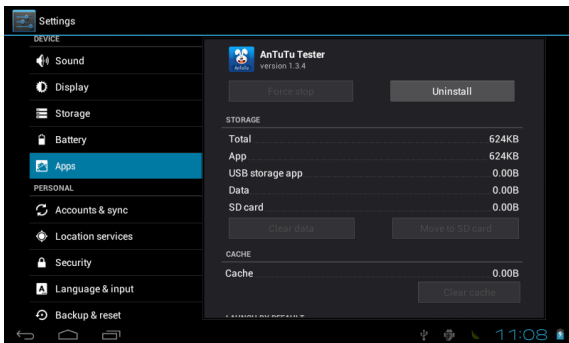 Settings
DEVICE
Sound
Display
Storage
Battery
Apps
PERSONAL
Accounts & sync
Location services
Security
Language & input
Backup & reset
AnTuTu Tester
version 1.3.4
Force stop
Uninstall
STORAGE
Total 624KB
App 624KB
USB storage app 0.00B
Data 0.00B
SD card 0.00B
Clear data
Move to SD card
CACHE
Cache 0.00B
Clear cache
LAUNCH BY DEFAULT
11:08